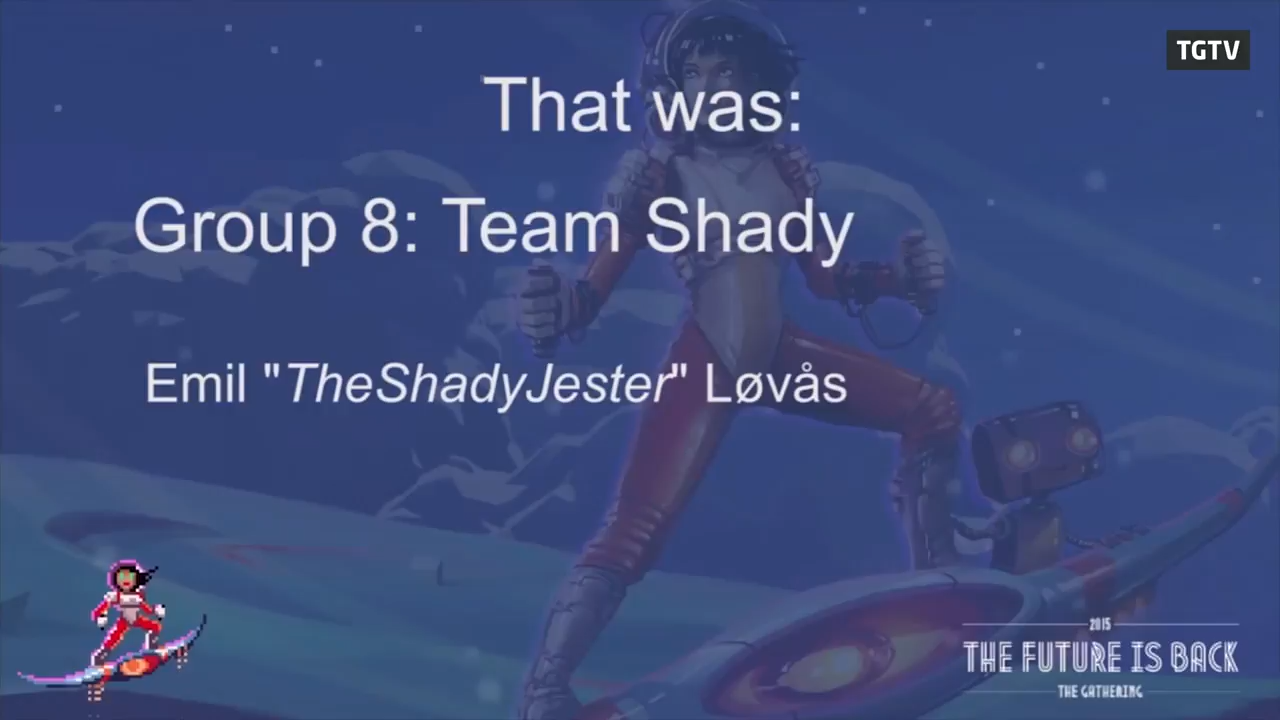 TGTV
That was:
Group 8: Team Shady
Emil "TheShadyJester" Løvås
2015
THE FUTURE IS BACK
THE GATHERING